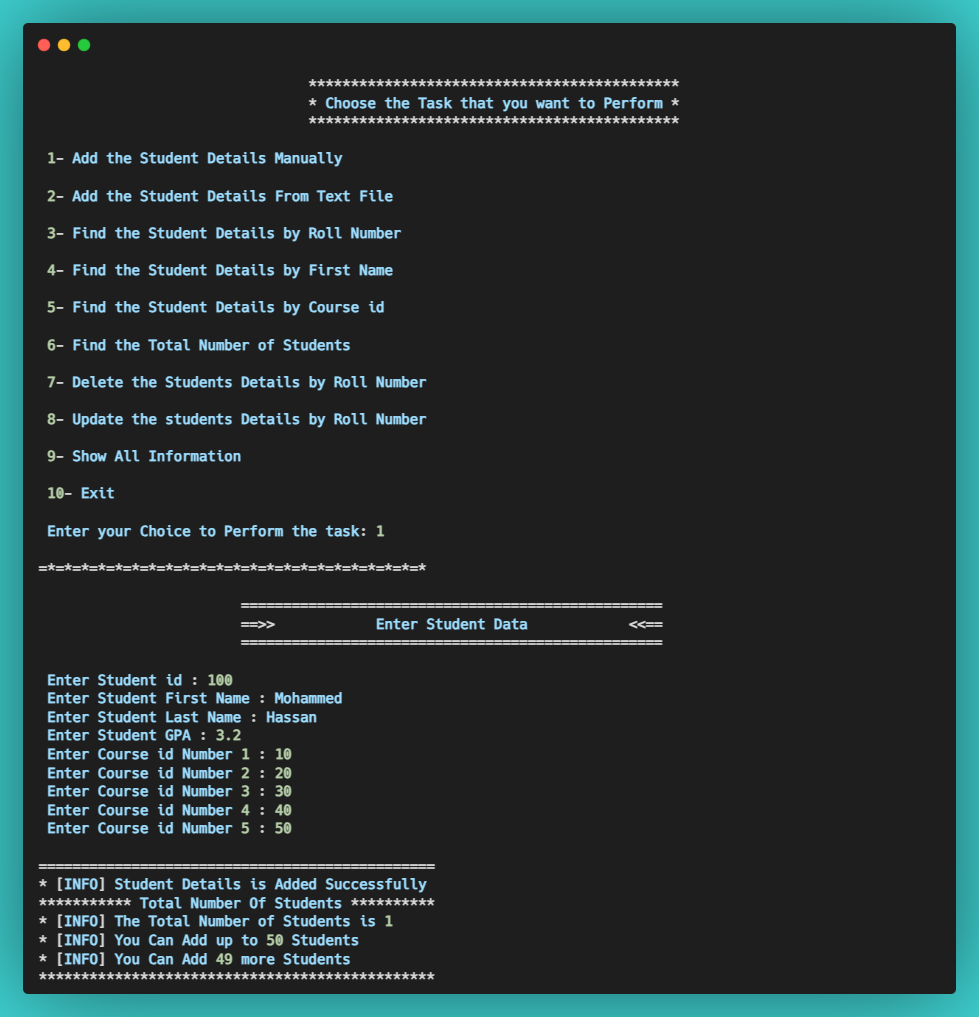 ********************************************
* Choose the Task that you want to Perform *
********************************************
1- Add the Student Details Manually
2- Add the Student Details From Text File
3- Find the Student Details by Roll Number
4- Find the Student Details by First Name
5- Find the Student Details by Course id
6- Find the Total Number of Students
7- Delete the Students Details by Roll Number
8- Update the students Details by Roll Number
9- Show All Information
10- Exit
Enter your Choice to Perform the task: 1
=*=*=*=*=*=*=*=*=*=*=*=*=*=*=*=*=*=*=*=*=*=*=*
==================================================
==>>            Enter Student Data            <<==
==================================================
Enter Student id : 100
Enter Student First Name : Mohammed
Enter Student Last Name : Hassan
Enter Student GPA : 3.2
Enter Course id Number 1 : 10
Enter Course id Number 2 : 20
Enter Course id Number 3 : 30
Enter Course id Number 4 : 40
Enter Course id Number 5 : 50
===============================================
* [INFO] Student Details is Added Successfully
*********** Total Number Of Students **********
* [INFO] The Total Number of Students is 1
* [INFO] You Can Add up to 50 Students
* [INFO] You Can Add 49 more Students
***********************************************